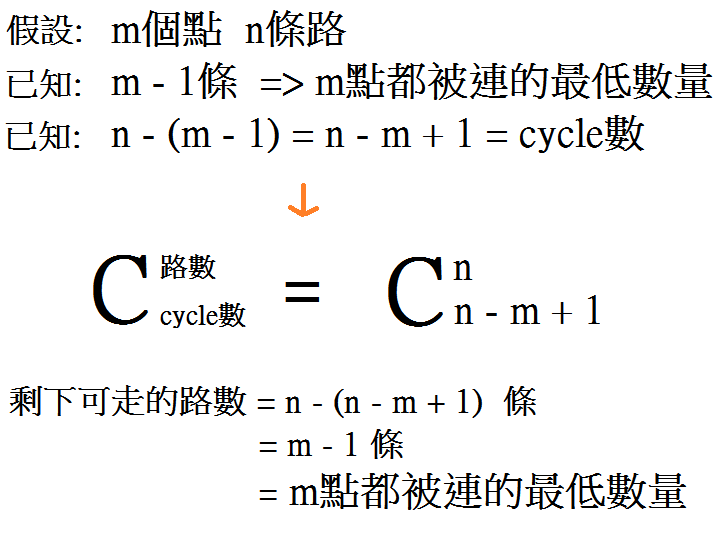 假設: m個點 n條路
已知: m - 1條 => m點都被連的最低數量
已知: n - (m - 1) = n - m + 1 = cycle數
↓
C 路數 cycle數 = C n n - m + 1
剩下可走的路數 = n - (n - m + 1) 條
= m - 1 條
= m點都被連的最低數量